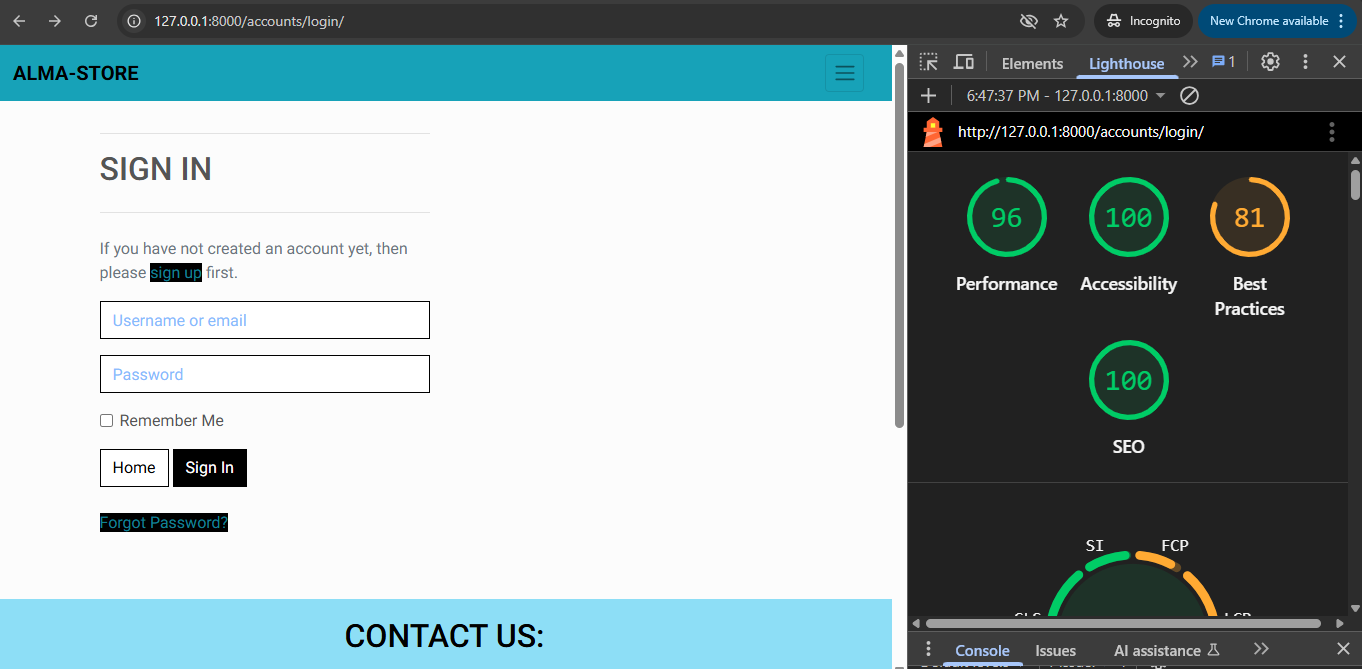 127.0.0.1:8000/accounts/login/
Incognito
New Chrome available
ALMA-STORE
SIGN IN
If you have not created an account yet, then
please sign up first.
Username or email
Password
Remember Me
Home Sign In
Forgot Password?
CONTACT US:
Elements Lighthouse 1
6:47:37 PM - 127.0.0.1:8000
http://127.0.0.1:8000/accounts/login/
96 100 81
Performance Accessibility Best
Practices
100
SEO
SI FCP
Console Issues AI assistance